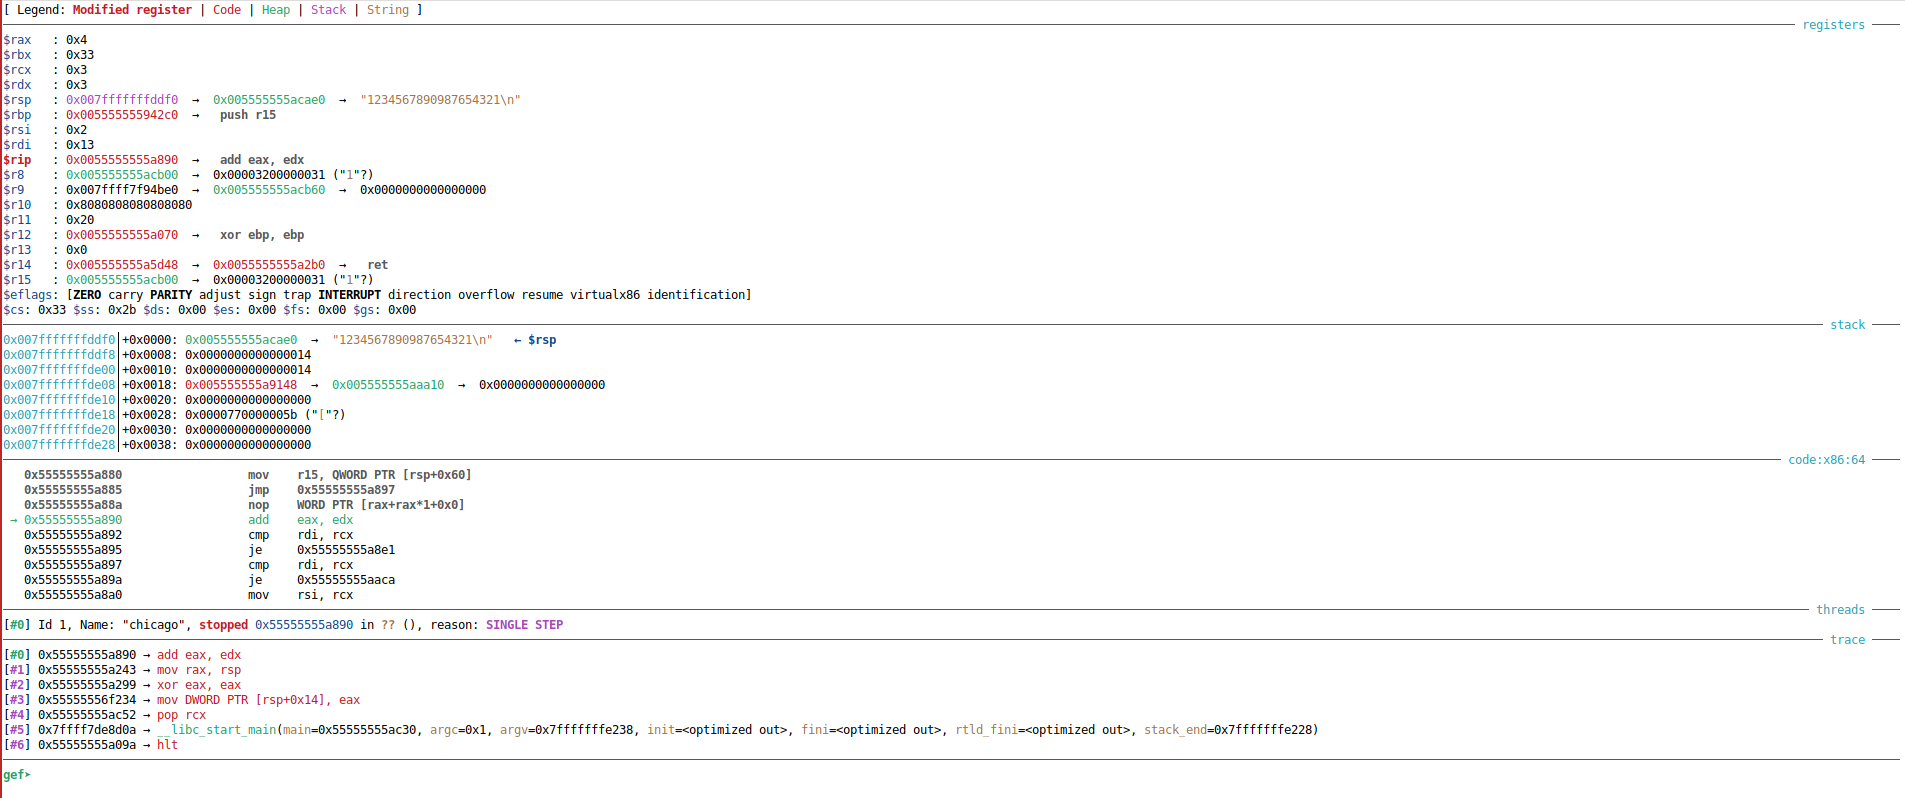 [ Legend: Modified register | Code | Heap | Stack | String ]
registers
$rax   : 0x4
$rbx   : 0x33
$rcx   : 0x3
$rdx   : 0x3
$rsp   : 0x007fffffffddf0  →  0x005555555acae0  →  "1234567890987654321\n"
$rbp   : 0x005555555942c0  →   push r15
$rsi   : 0x2
$rdi   : 0x13
$rip   : 0x0055555555a890  →   add eax, edx
$r8    : 0x005555555acb00  →  0x00003200000031 ("1"?)
$r9    : 0x007ffff7f94be0  →  0x005555555acb60  →  0x0000000000000000
$r10   : 0x8080808080808080
$r11   : 0x20
$r12   : 0x0055555555a070  →   xor ebp, ebp
$r13   : 0x0
$r14   : 0x005555555a5d48  →  0x0055555555a2b0  →   ret
$r15   : 0x005555555acb00  →  0x00003200000031 ("1"?)
$eflags: [ZERO carry PARITY adjust sign trap INTERRUPT direction overflow resume virtualx86 identification]
$cs: 0x33 $ss: 0x2b $ds: 0x00 $es: 0x00 $fs: 0x00 $gs: 0x00
stack
0x007fffffffddf0│+0x0000: 0x005555555acae0  →  "1234567890987654321\n"   ← $rsp
0x007fffffffddf8│+0x0008: 0x0000000000000014
0x007fffffffde00│+0x0010: 0x0000000000000014
0x007fffffffde08│+0x0018: 0x005555555a9148  →  0x005555555aaa10  →  0x0000000000000000
0x007fffffffde10│+0x0020: 0x0000000000000000
0x007fffffffde18│+0x0028: 0x0000770000005b ("["?)
0x007fffffffde20│+0x0030: 0x0000000000000000
0x007fffffffde28│+0x0038: 0x0000000000000000
code:x86:64
0x55555555a880                  mov    r15, QWORD PTR [rsp+0x60]
0x55555555a885                  jmp    0x55555555a897
0x55555555a88a                  nop    WORD PTR [rax+rax*1+0x0]
→ 0x55555555a890                  add    eax, edx
0x55555555a892                  cmp    rdi, rcx
0x55555555a895                  je     0x55555555a8e1
0x55555555a897                  cmp    rdi, rcx
0x55555555a89a                  je     0x55555555aaca
0x55555555a8a0                  mov    rsi, rcx
threads
[#0] Id 1, Name: "chicago", stopped 0x55555555a890 in ?? (), reason: SINGLE STEP
trace
[#0] 0x55555555a890 → add eax, edx
[#1] 0x55555555a243 → mov rax, rsp
[#2] 0x55555555a299 → xor eax, eax
[#3] 0x55555556f234 → mov DWORD PTR [rsp+0x14], eax
[#4] 0x55555555ac52 → pop rcx
[#5] 0x7ffff7de8d0a → __libc_start_main(main=0x55555555ac30, argc=0x1, argv=0x7fffffffe238, init=<optimized out>, fini=<optimized out>, rtld_fini=<optimized out>, stack_end=0x7fffffffe228)
[#6] 0x55555555a09a → hlt
gef➤